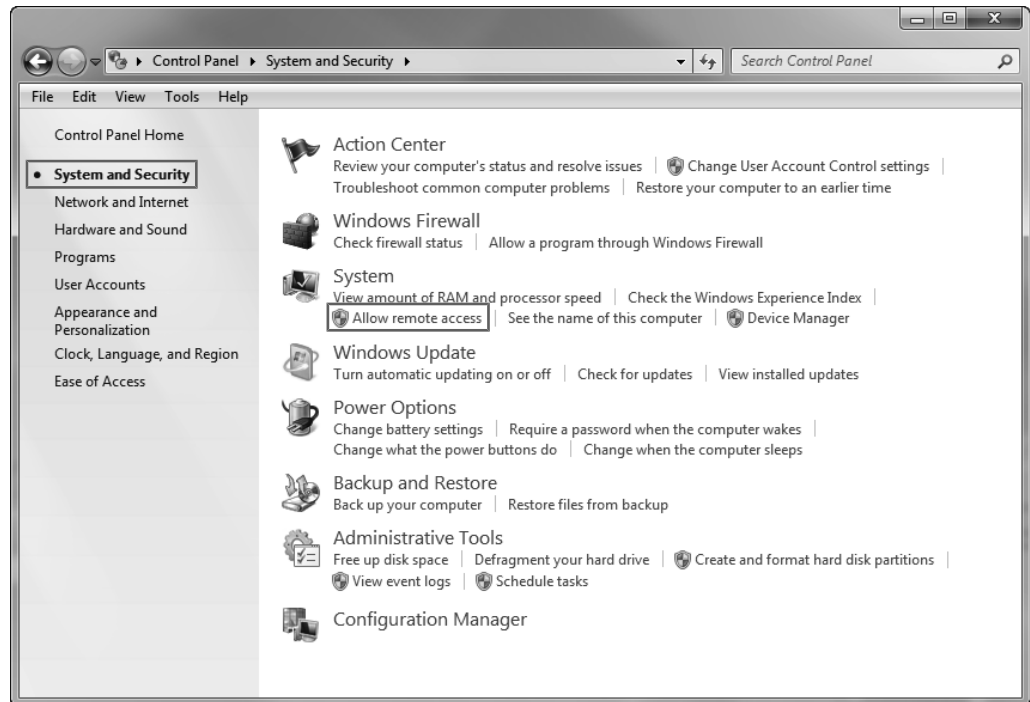 Control Panel ▸ System and Security ▸
Search Control Panel
File Edit View Tools Help
Control Panel Home
• System and Security
Network and Internet
Hardware and Sound
Programs
User Accounts
Appearance and
Personalization
Clock, Language, and Region
Ease of Access
Action Center
Review your computer's status and resolve issues | Change User Account Control settings |
Troubleshoot common computer problems | Restore your computer to an earlier time
Windows Firewall
Check firewall status | Allow a program through Windows Firewall
System
View amount of RAM and processor speed | Check the Windows Experience Index |
Allow remote access | See the name of this computer | Device Manager
Windows Update
Turn automatic updating on or off | Check for updates | View installed updates
Power Options
Change battery settings | Require a password when the computer wakes |
Change what the power buttons do | Change when the computer sleeps
Backup and Restore
Back up your computer | Restore files from backup
Administrative Tools
Free up disk space | Defragment your hard drive | Create and format hard disk partitions |
View event logs | Schedule tasks
Configuration Manager